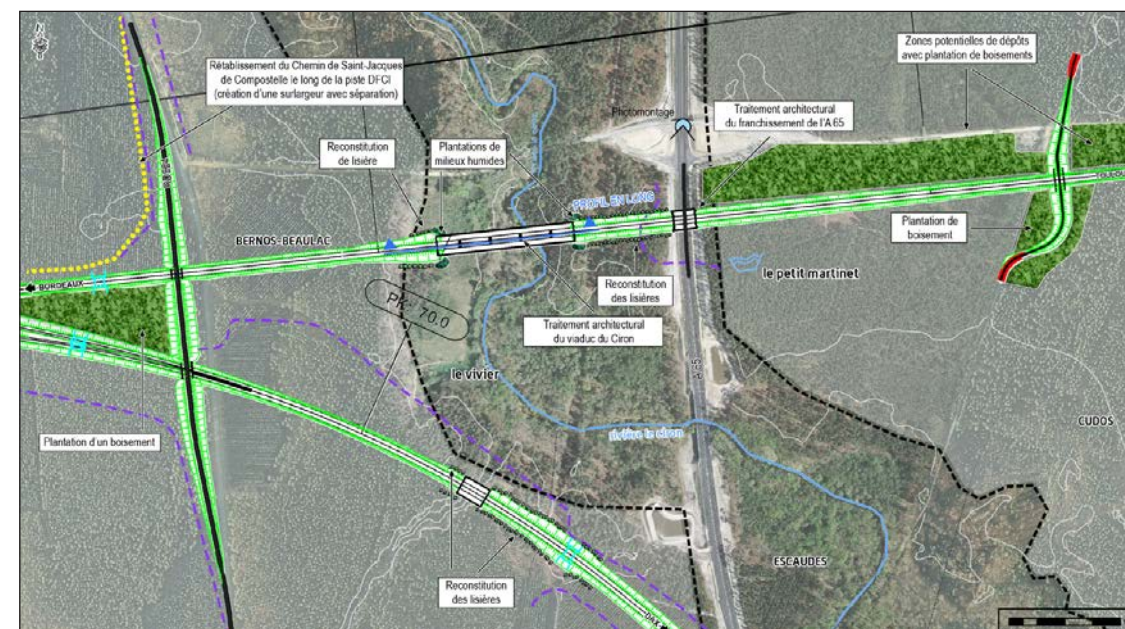 Rétablissement du Chemin de Saint-Jacques
de Compostelle le long de la piste DFCI
(création d'une surlargeur avec séparation)
Reconstitution
de lisière
Plantations de
milieux humides
Photomontage
Traitement architectural
du franchissement de l'A 65
Zones potentielles de dépôts
avec plantation de boisements
PROFIL EN LONG
BERNOS-BEAULAC
BORDEAUX
Plantation de
boisement
le petit martinet
Reconstitution
des lisières
PK: 70.0
Traitement architectural
du viaduc du Ciron
A 65
le vivier
Plantation d'un boisement
rivière le ciron
CUDOS
ESCAUDES
Reconstitution
des lisières
DAX